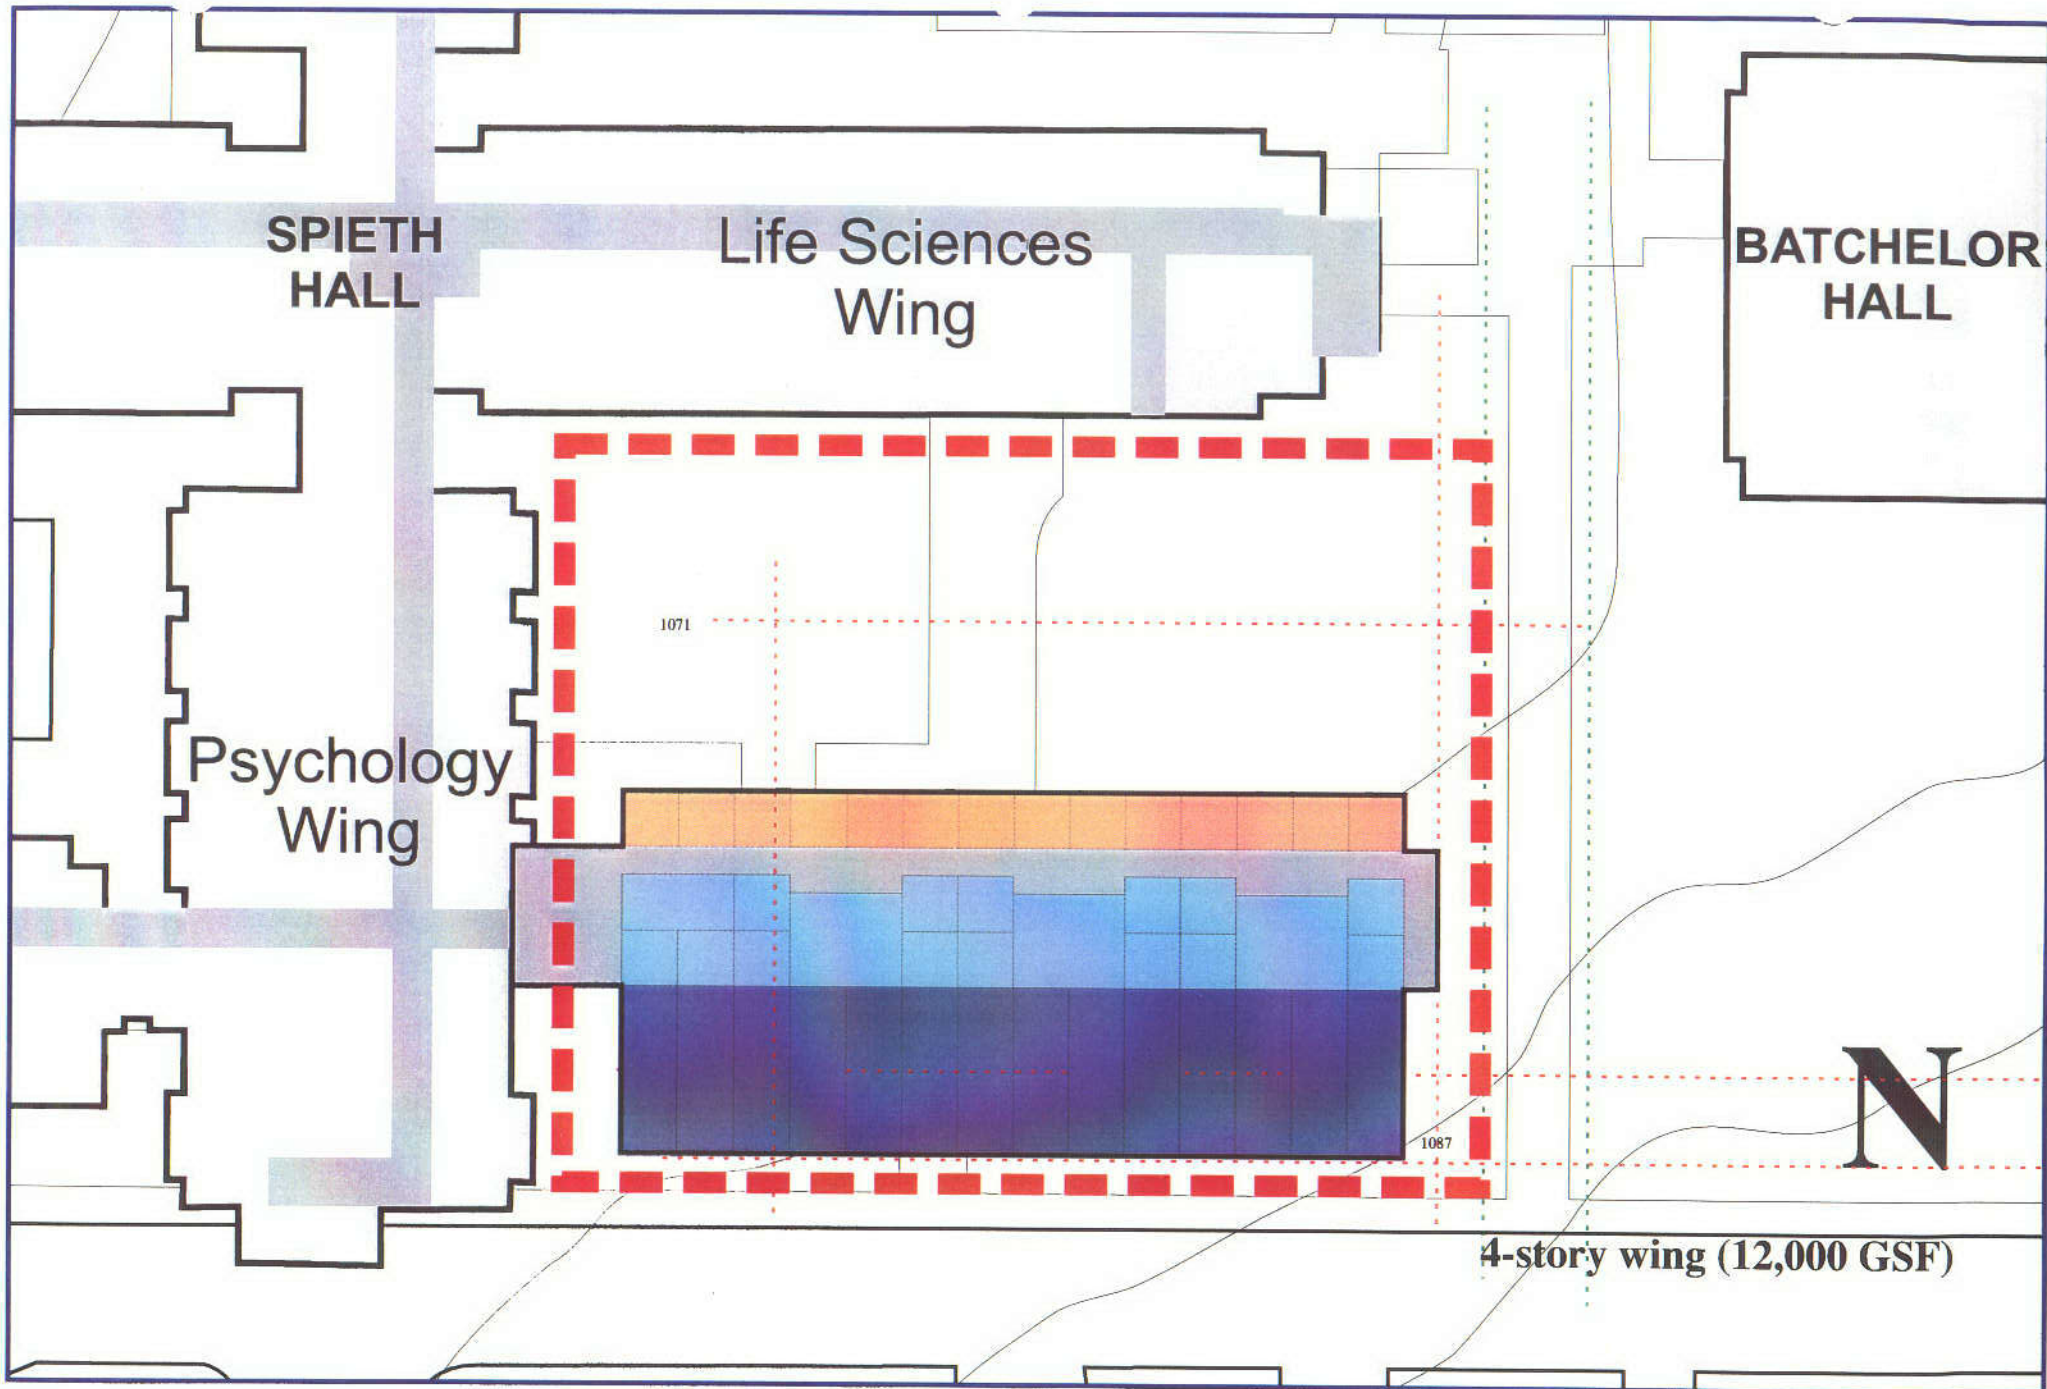 SPIETH
HALL
Life Sciences
Wing
BATCHELOR
HALL
1071
Psychology
Wing
N
1087
4-story wing (12,000 GSF)